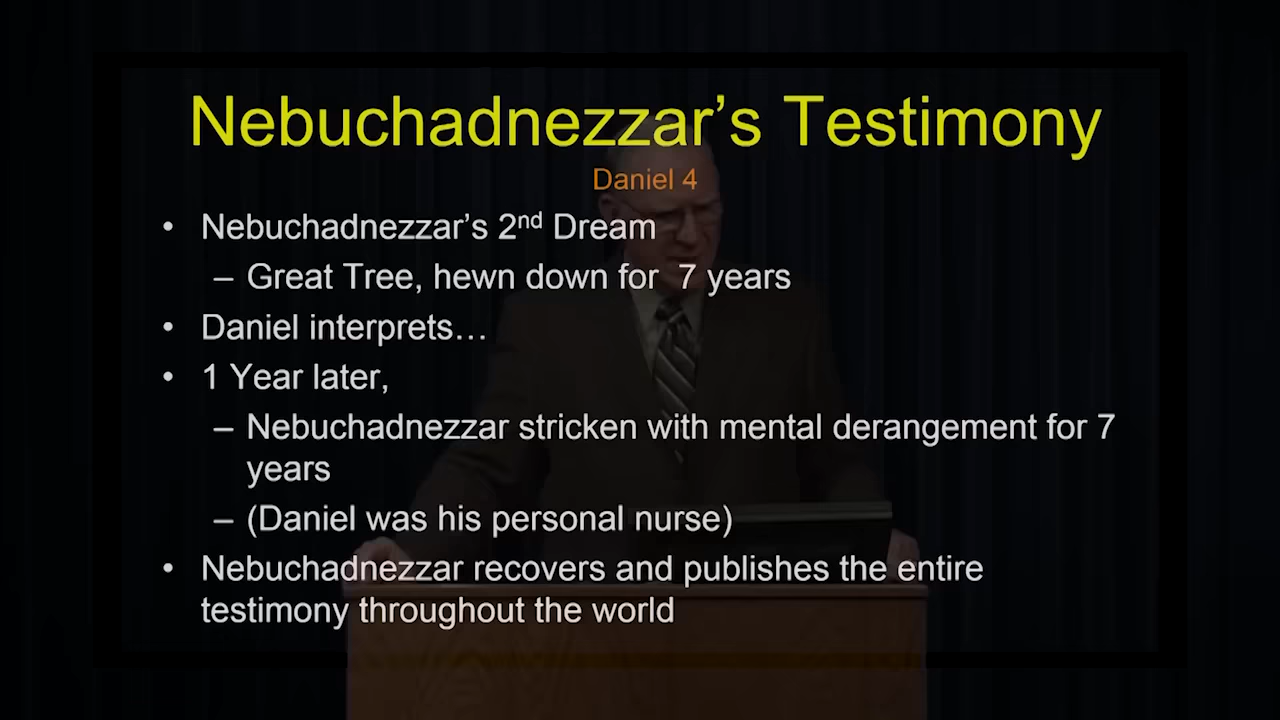 Nebuchadnezzar’s Testimony
Daniel 4
• Nebuchadnezzar’s 2nd Dream
– Great Tree, hewn down for 7 years
• Daniel interprets…
• 1 Year later,
– Nebuchadnezzar stricken with mental derangement for 7
years
– (Daniel was his personal nurse)
• Nebuchadnezzar recovers and publishes the entire
testimony throughout the world